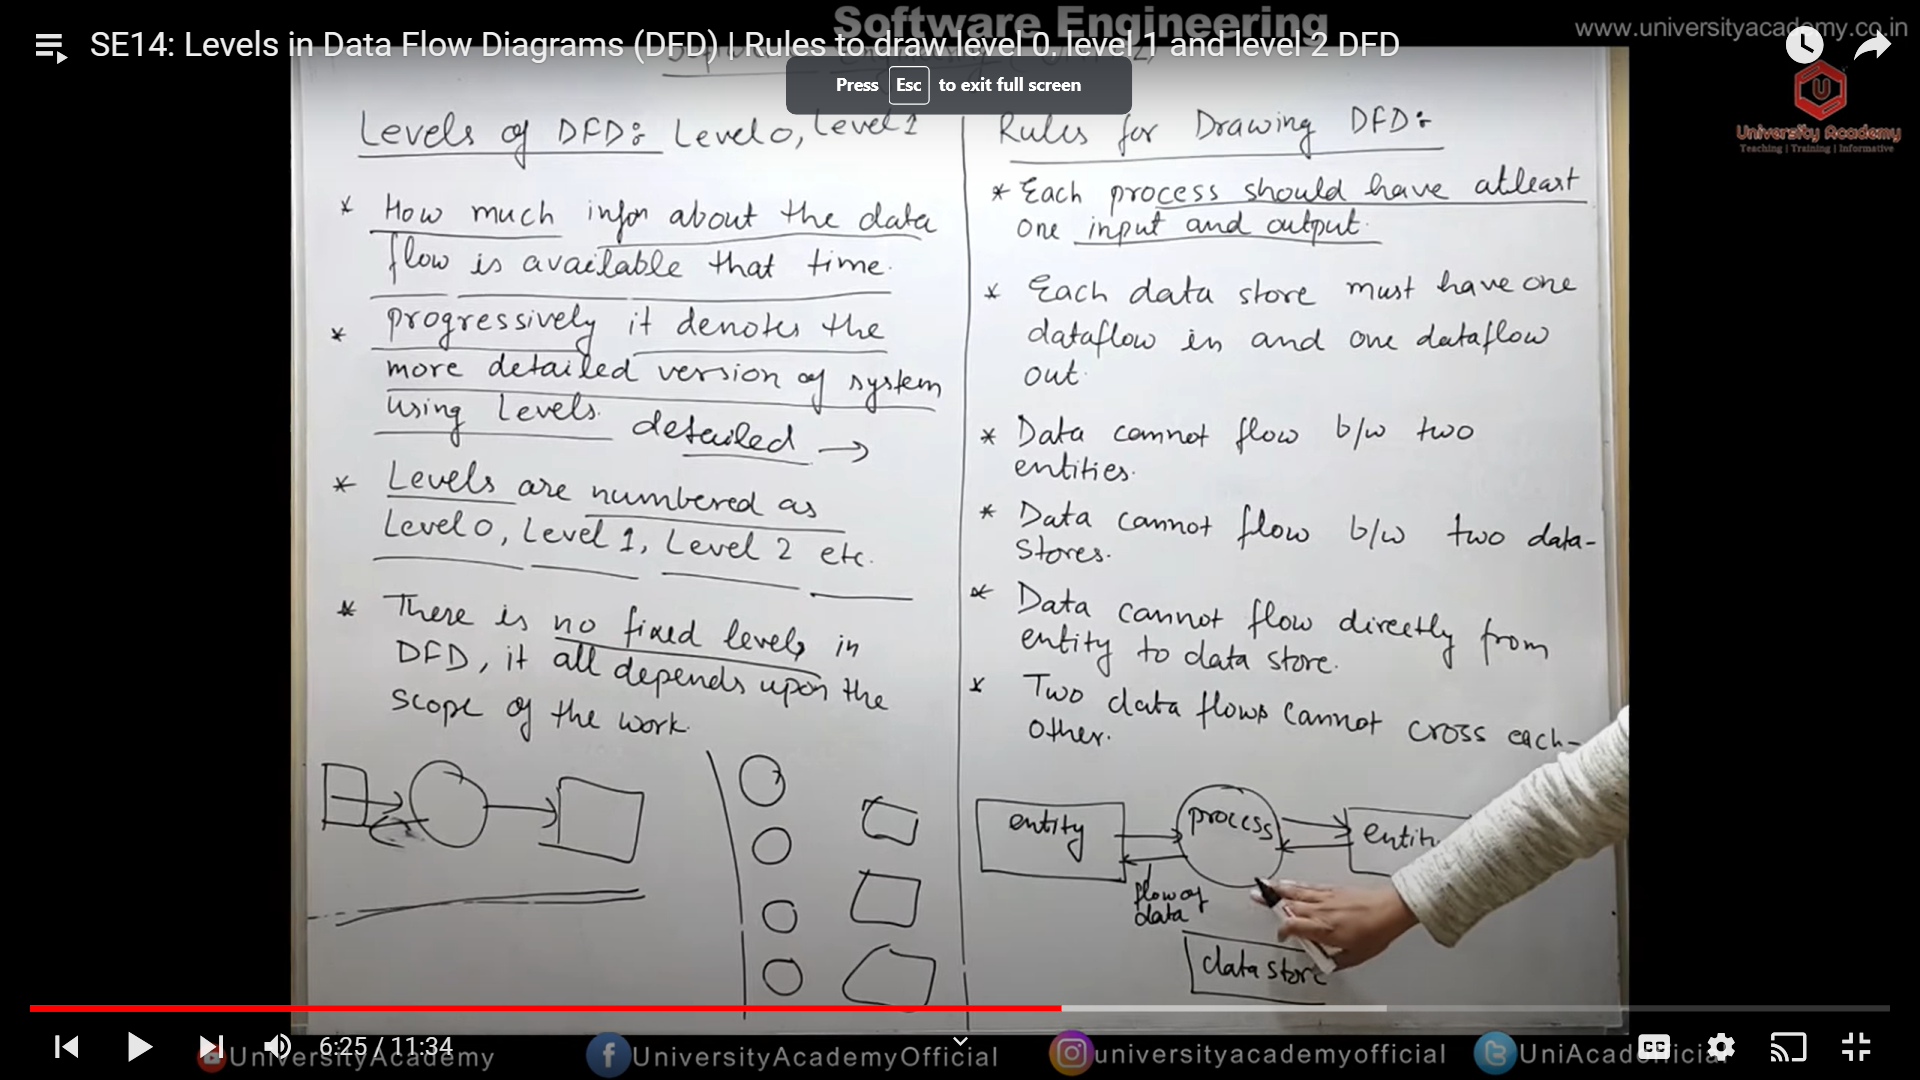 Software Engineering
www.universityacademy.co.in
SE14: Levels in Data Flow Diagrams (DFD) | Rules to draw level 0. level 1 and level 2 DFD
Press Esc to exit full screen
U
University Academy
Teaching | Training | Informative
Levels of DFD: Level 0, Level 1
* How much infon about the data
flow is available that time.
* progressively it denotes the
more detailed version of system
using Levels. detailed →
* Levels are numbered as
Level 0, Level 1, Level 2 etc.
* There is no fixed levels in
DFD, it all depends upon the
scope of the work.
Rules for Drawing DFD:
* Each process should have atleast
one input and output.
* Each data store must have one
dataflow in and one dataflow
out.
* Data cannot flow b/w two
entities.
* Data cannot flow b/w two data-
stores.
* Data cannot flow directly from
entity to data store.
* Two data flows cannot cross each-
other.
entity
process
flow of
data
data store
6:25 / 11:34
UniversityAcademy
UniversityAcademyOfficial
universityacademyofficial
CC